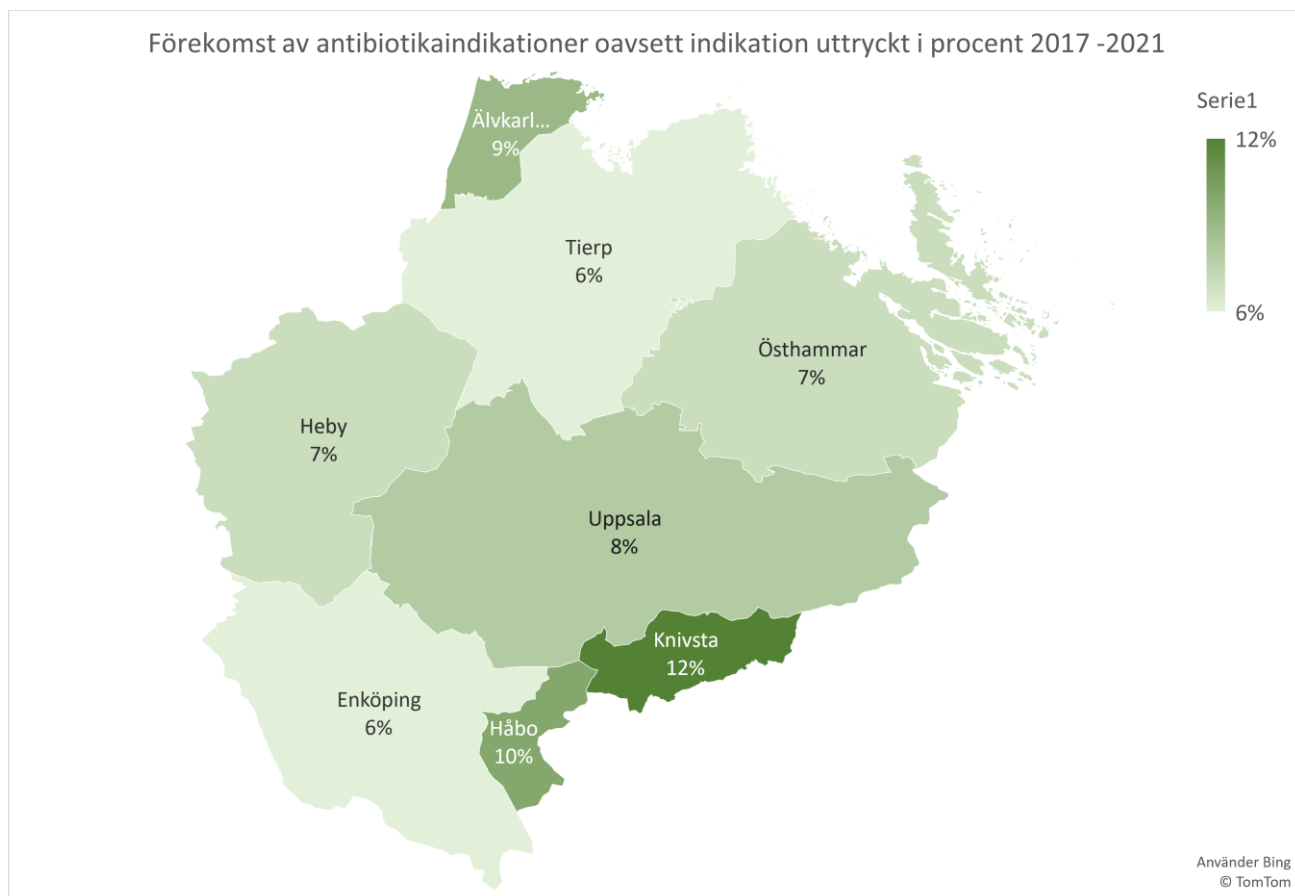 Förekomst av antibiotikaindikationer oavsett indikation uttryckt i procent 2017 -2021
Serie1
12%
6%
Älvkarl...
9%
Tierp
6%
Östhammar
7%
Heby
7%
Uppsala
8%
Knivsta
12%
Enköping
6%
Håbo
10%
Använder Bing
© TomTom